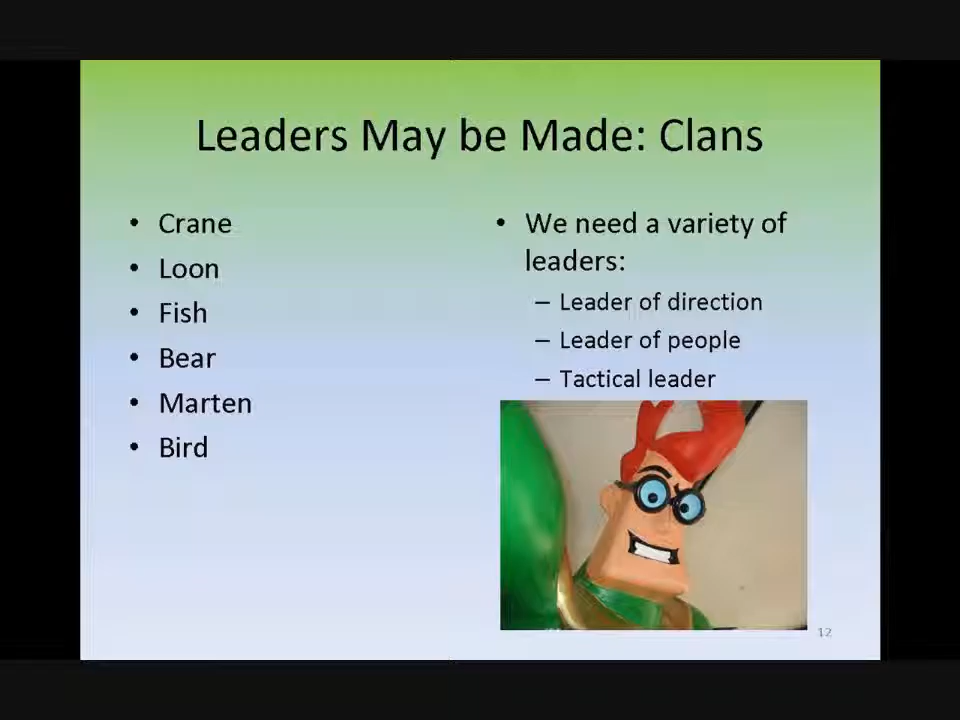 Leaders May be Made: Clans
• Crane
• Loon
• Fish
• Bear
• Marten
• Bird
• We need a variety of
leaders:
– Leader of direction
– Leader of people
– Tactical leader
12